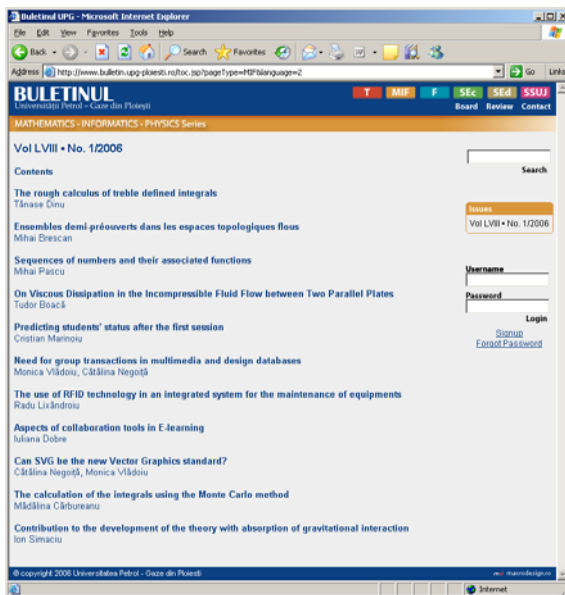 Buletinul UPG - Microsoft Internet Explorer
File Edit View Favorites Tools Help
Back Search Favorites
Address http://www.bulletin.upg-ploiesti.ro/toc.jsp?pageType=MIF&language=2 Go Links
BULETINUL T MIF F SEc SEd SSUJ
Universităţii Petrol - Gaze din Ploieşti Board Review Contact
MATHEMATICS - INFORMATICS - PHYSICS Series
Vol LVIII • No. 1/2006
Contents
Search
The rough calculus of treble defined integrals
Tănase Dinu
Issues
Vol LVIII • No. 1/2006
Ensembles demi-préouverts dans les espaces topologiques flous
Mihai Brescan
Sequences of numbers and their associated functions
Mihai Pascu
Username
On Viscous Dissipation in the Incompressible Fluid Flow between Two Parallel Plates
Tudor Boacă
Password
Login
Signup
Forgot Password
Predicting students' status after the first session
Cristian Marinoiu
Need for group transactions in multimedia and design databases
Monica Vlădoiu, Cătălina Negoiţă
The use of RFID technology in an integrated system for the maintenance of equipments
Radu Lixăndroiu
Aspects of collaboration tools in E-learning
Iuliana Dobre
Can SVG be the new Vector Graphics standard?
Cătălina Negoiţă, Monica Vlădoiu
The calculation of the integrals using the Monte Carlo method
Mădălina Cărbureanu
Contribution to the development of the theory with absorption of gravitational interaction
Ion Simaciu
© copyright 2006 Universitatea Petrol - Gaze din Ploiesti
Internet